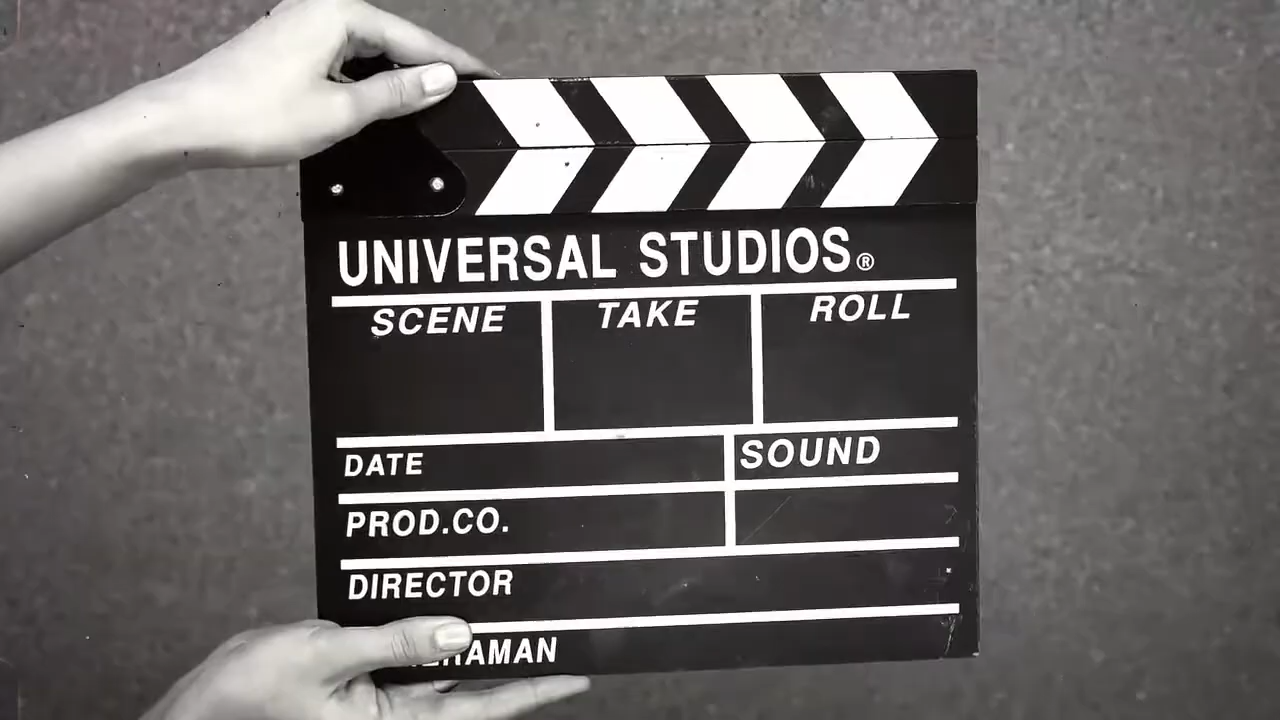 UNIVERSAL STUDIOS®
SCENE TAKE ROLL
DATE SOUND
PROD.CO.
DIRECTOR